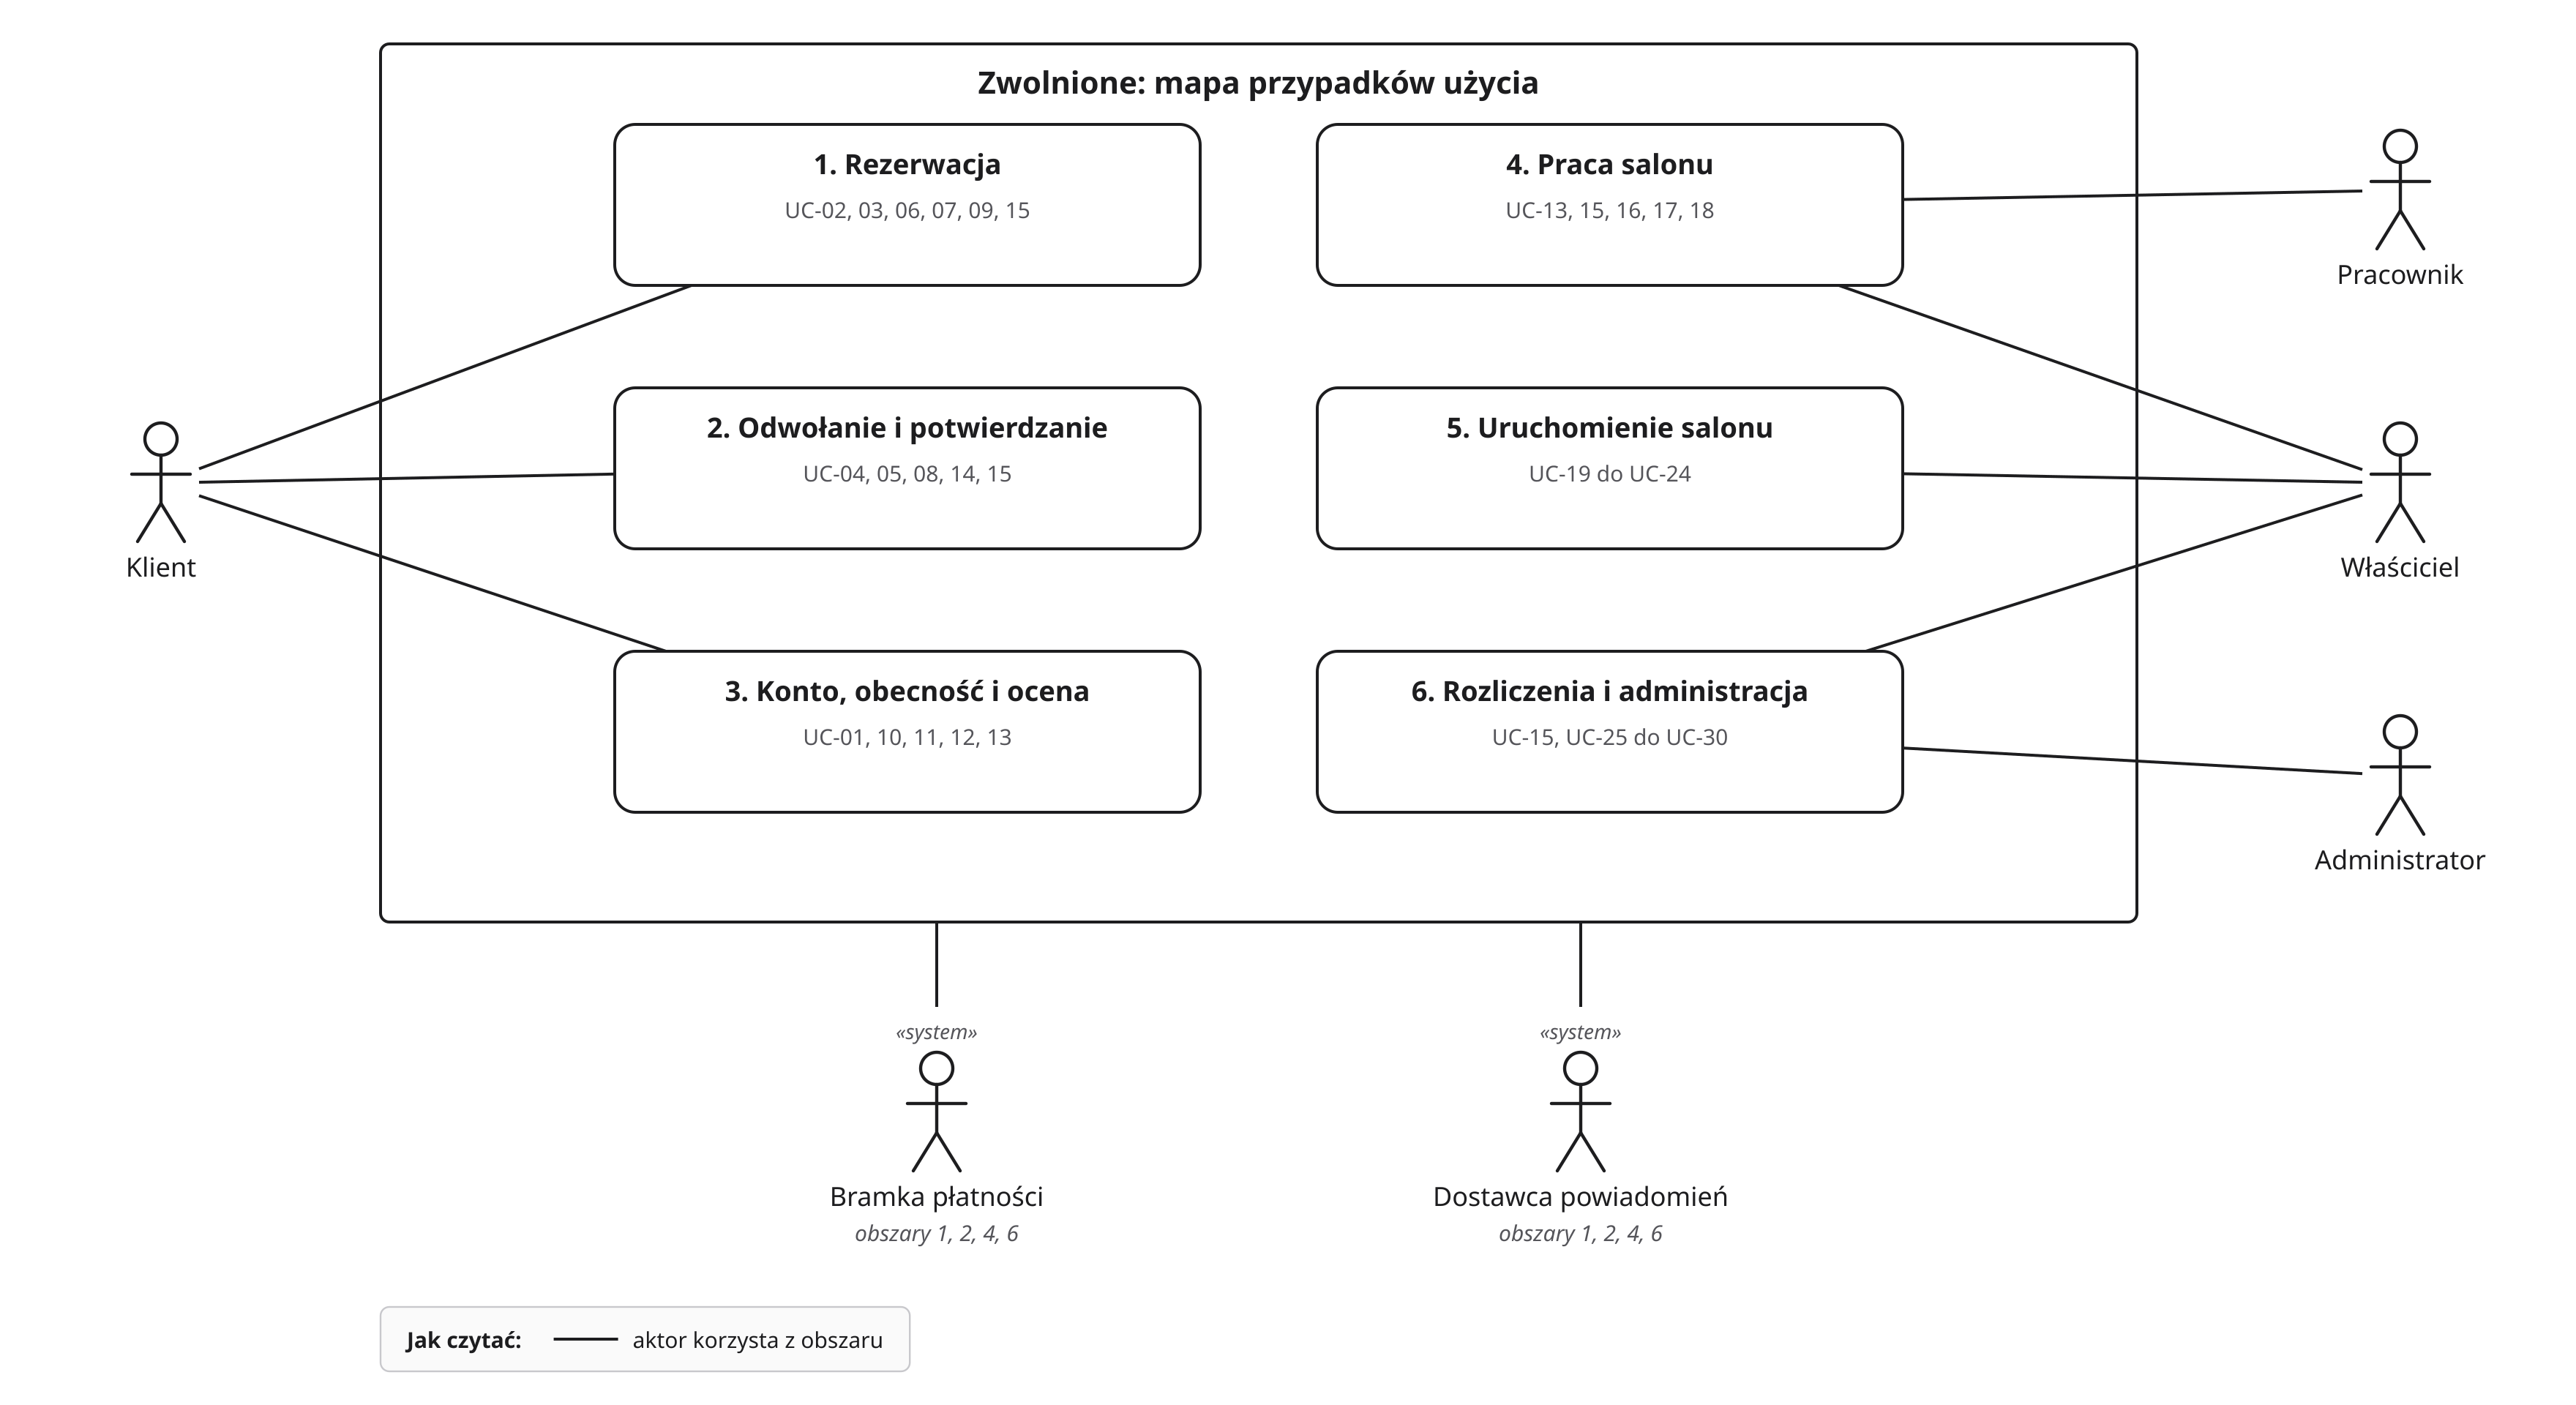 Zwolnione: mapa przypadków użycia
1. Rezerwacja
UC-02, 03, 06, 07, 09, 15
4. Praca salonu
UC-13, 15, 16, 17, 18
Pracownik
2. Odwołanie i potwierdzanie
UC-04, 05, 08, 14, 15
5. Uruchomienie salonu
UC-19 do UC-24
Klient
Właściciel
3. Konto, obecność i ocena
UC-01, 10, 11, 12, 13
6. Rozliczenia i administracja
UC-15, UC-25 do UC-30
Administrator
«system»
Bramka płatności
obszary 1, 2, 4, 6
«system»
Dostawca powiadomień
obszary 1, 2, 4, 6
Jak czytać: aktor korzysta z obszaru